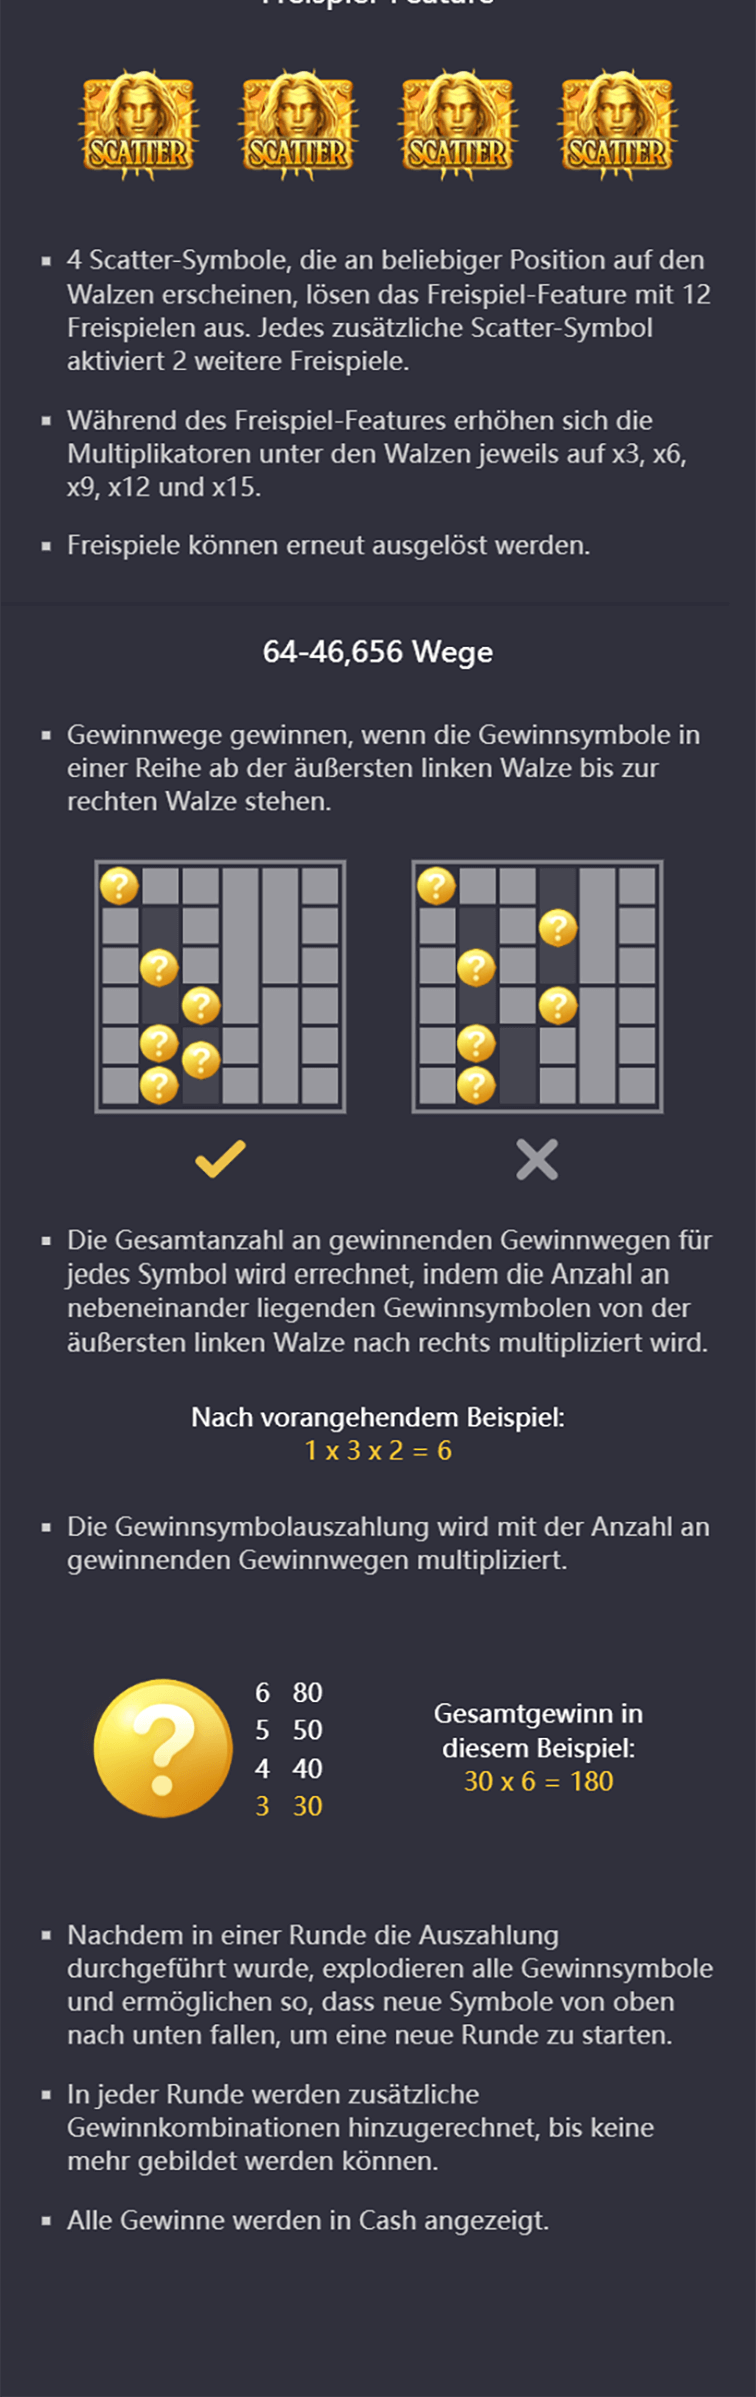 Freispiel-Feature
SCATTER SCATTER SCATTER SCATTER
▪ 4 Scatter-Symbole, die an beliebiger Position auf den
Walzen erscheinen, lösen das Freispiel-Feature mit 12
Freispielen aus. Jedes zusätzliche Scatter-Symbol
aktiviert 2 weitere Freispiele.
▪ Während des Freispiel-Features erhöhen sich die
Multiplikatoren unter den Walzen jeweils auf x3, x6,
x9, x12 und x15.
▪ Freispiele können erneut ausgelöst werden.
64-46,656 Wege
▪ Gewinnwege gewinnen, wenn die Gewinnsymbole in
einer Reihe ab der äußersten linken Walze bis zur
rechten Walze stehen.
? ?
?
? ?
? ?
? ?
?
? ?
▪ Die Gesamtanzahl an gewinnenden Gewinnwegen für
jedes Symbol wird errechnet, indem die Anzahl an
nebeneinander liegenden Gewinnsymbolen von der
äußersten linken Walze nach rechts multipliziert wird.
Nach vorangehendem Beispiel:
1 x 3 x 2 = 6
▪ Die Gewinnsymbolauszahlung wird mit der Anzahl an
gewinnenden Gewinnwegen multipliziert.
?
6 80
5 50
4 40
3 30
Gesamtgewinn in
diesem Beispiel:
30 x 6 = 180
▪ Nachdem in einer Runde die Auszahlung
durchgeführt wurde, explodieren alle Gewinnsymbole
und ermöglichen so, dass neue Symbole von oben
nach unten fallen, um eine neue Runde zu starten.
▪ In jeder Runde werden zusätzliche
Gewinnkombinationen hinzugerechnet, bis keine
mehr gebildet werden können.
▪ Alle Gewinne werden in Cash angezeigt.